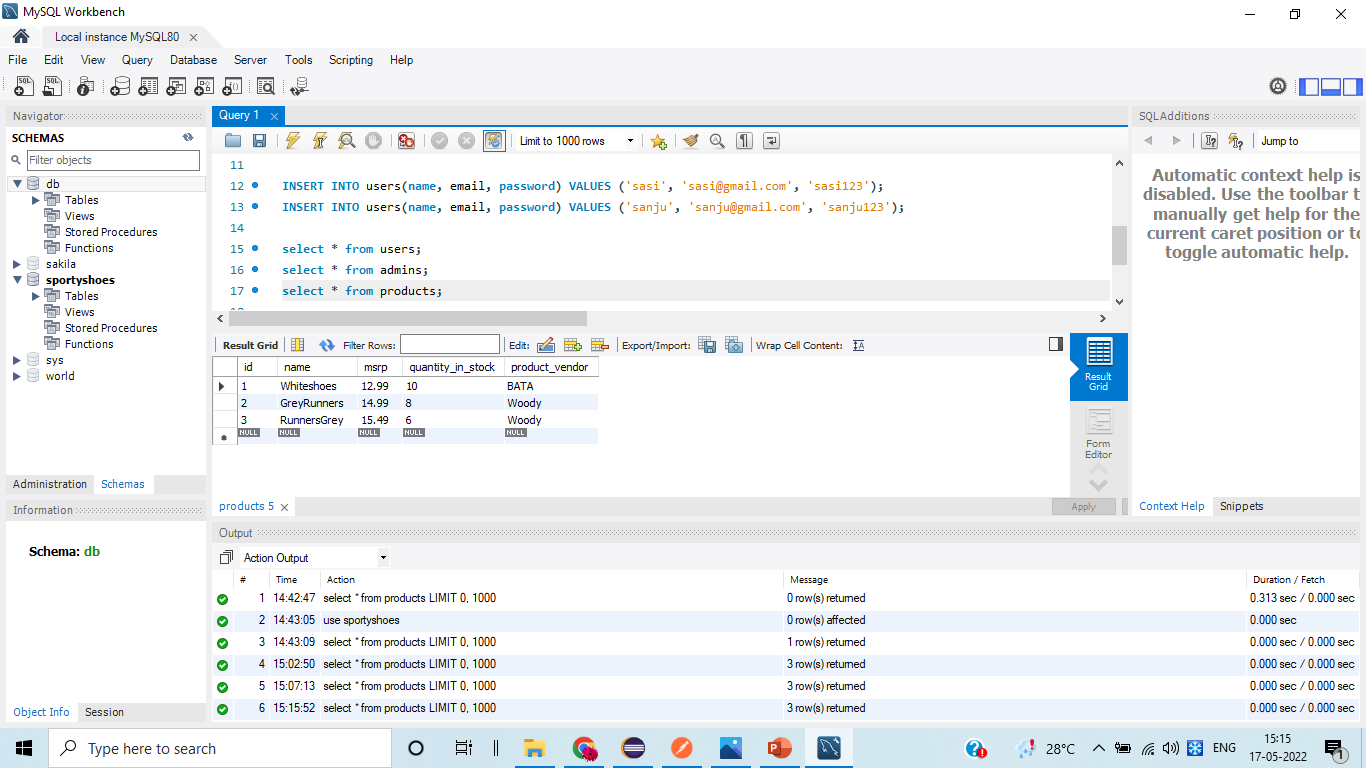 MySQL Workbench
Local instance MySQL80
File Edit View Query Database Server Tools Scripting Help
Navigator
SCHEMAS
Filter objects
db
Tables
Views
Stored Procedures
Functions
sakila
sportyshoes
Tables
Views
Stored Procedures
Functions
sys
world
Administration Schemas
Information
Schema: db
Object Info Session
Query 1
Limit to 1000 rows
11
12 INSERT INTO users(name, email, password) VALUES ('sasi', 'sasi@gmail.com', 'sasi123');
13 INSERT INTO users(name, email, password) VALUES ('sanju', 'sanju@gmail.com', 'sanju123');
14
15 select * from users;
16 select * from admins;
17 select * from products;
Result Grid Filter Rows: Edit: Export/Import: Wrap Cell Content:
id name msrp quantity_in_stock product_vendor
1 Whiteshoes 12.99 10 BATA
2 GreyRunners 14.99 8 Woody
3 RunnersGrey 15.49 6 Woody
NULL NULL NULL NULL NULL
Result
Grid
Form
Editor
products 5
Apply
SQLAdditions
Jump to
Automatic context help is
disabled. Use the toolbar t
manually get help for the
current caret position or to
toggle automatic help.
Context Help Snippets
Output
Action Output
# Time Action Message Duration / Fetch
1 14:42:47 select * from products LIMIT 0, 1000 0 row(s) returned 0.313 sec / 0.000 sec
2 14:43:05 use sportyshoes 0 row(s) affected 0.000 sec
3 14:43:09 select * from products LIMIT 0, 1000 1 row(s) returned 0.000 sec / 0.000 sec
4 15:02:50 select * from products LIMIT 0, 1000 3 row(s) returned 0.000 sec / 0.000 sec
5 15:07:13 select * from products LIMIT 0, 1000 3 row(s) returned 0.000 sec / 0.000 sec
6 15:15:52 select * from products LIMIT 0, 1000 3 row(s) returned 0.000 sec / 0.000 sec
Type here to search
28°C
ENG
15:15
17-05-2022
1